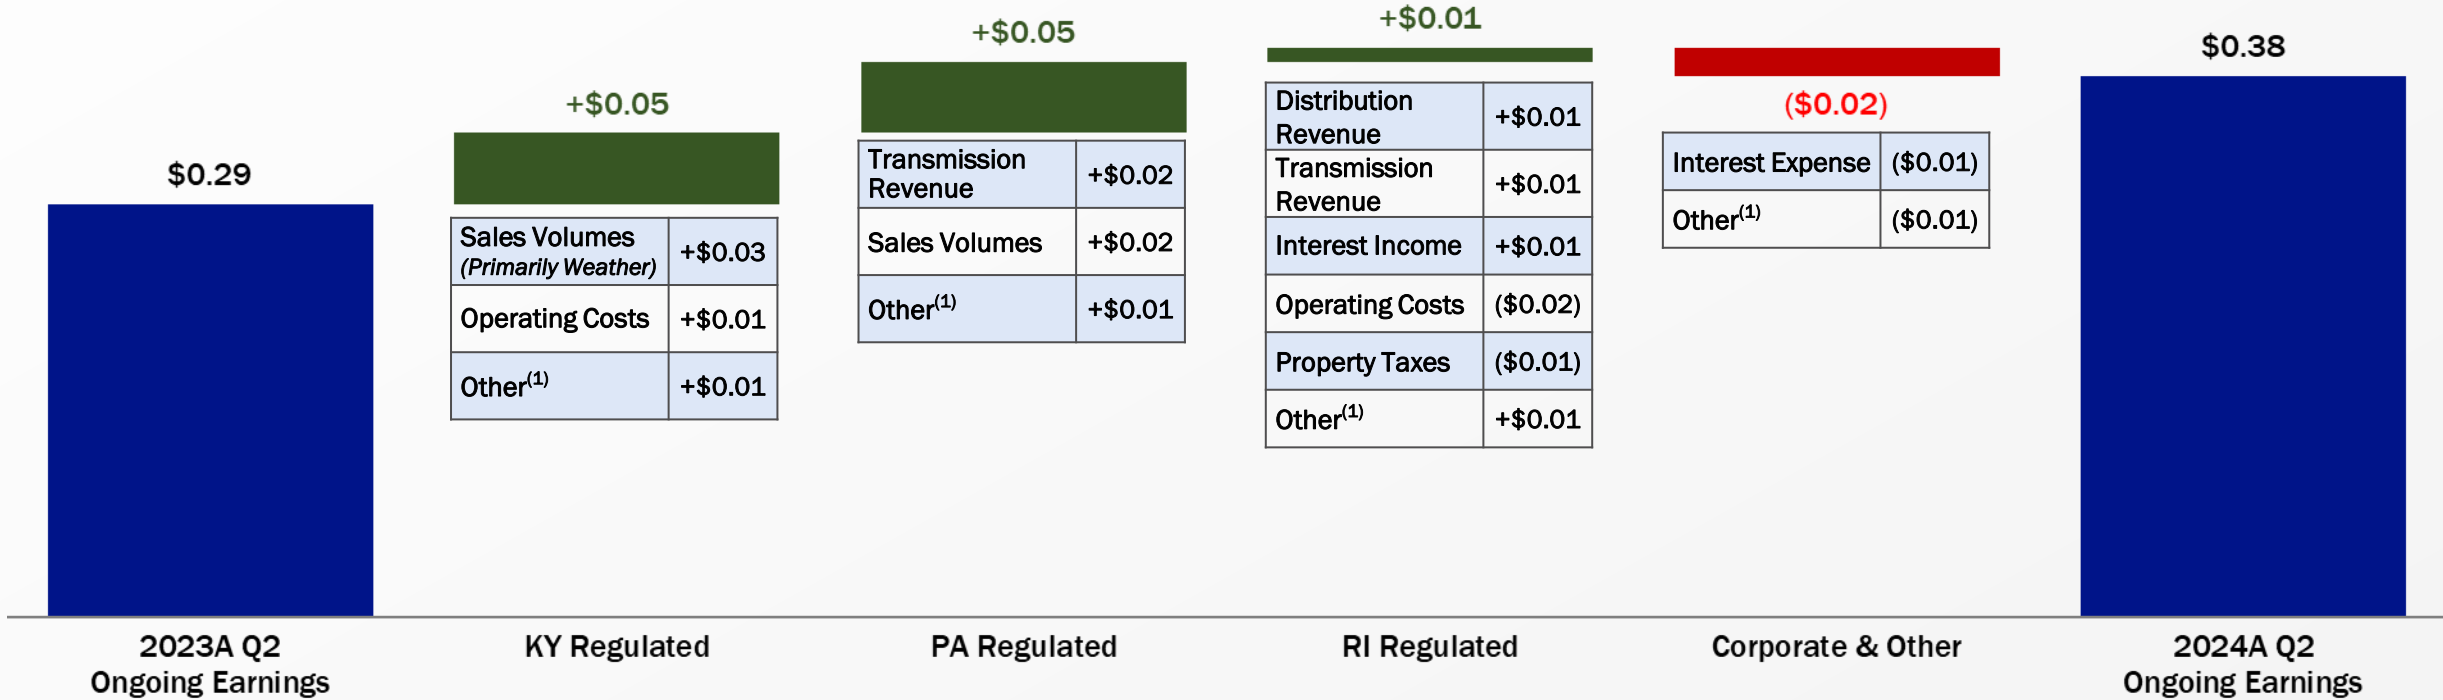 $0.29
2023A Q2
Ongoing Earnings
+$0.05
Sales Volumes
(Primarily Weather)
+$0.03
Operating Costs
+$0.01
Other(1)
+$0.01
KY Regulated
+$0.05
Transmission
Revenue
+$0.02
Sales Volumes
+$0.02
Other(1)
+$0.01
PA Regulated
+$0.01
Distribution
Revenue
+$0.01
Transmission
Revenue
+$0.01
Interest Income
+$0.01
Operating Costs
($0.02)
Property Taxes
($0.01)
Other(1)
+$0.01
RI Regulated
($0.02)
Interest Expense
($0.01)
Other(1)
($0.01)
Corporate & Other
$0.38
2024A Q2
Ongoing Earnings